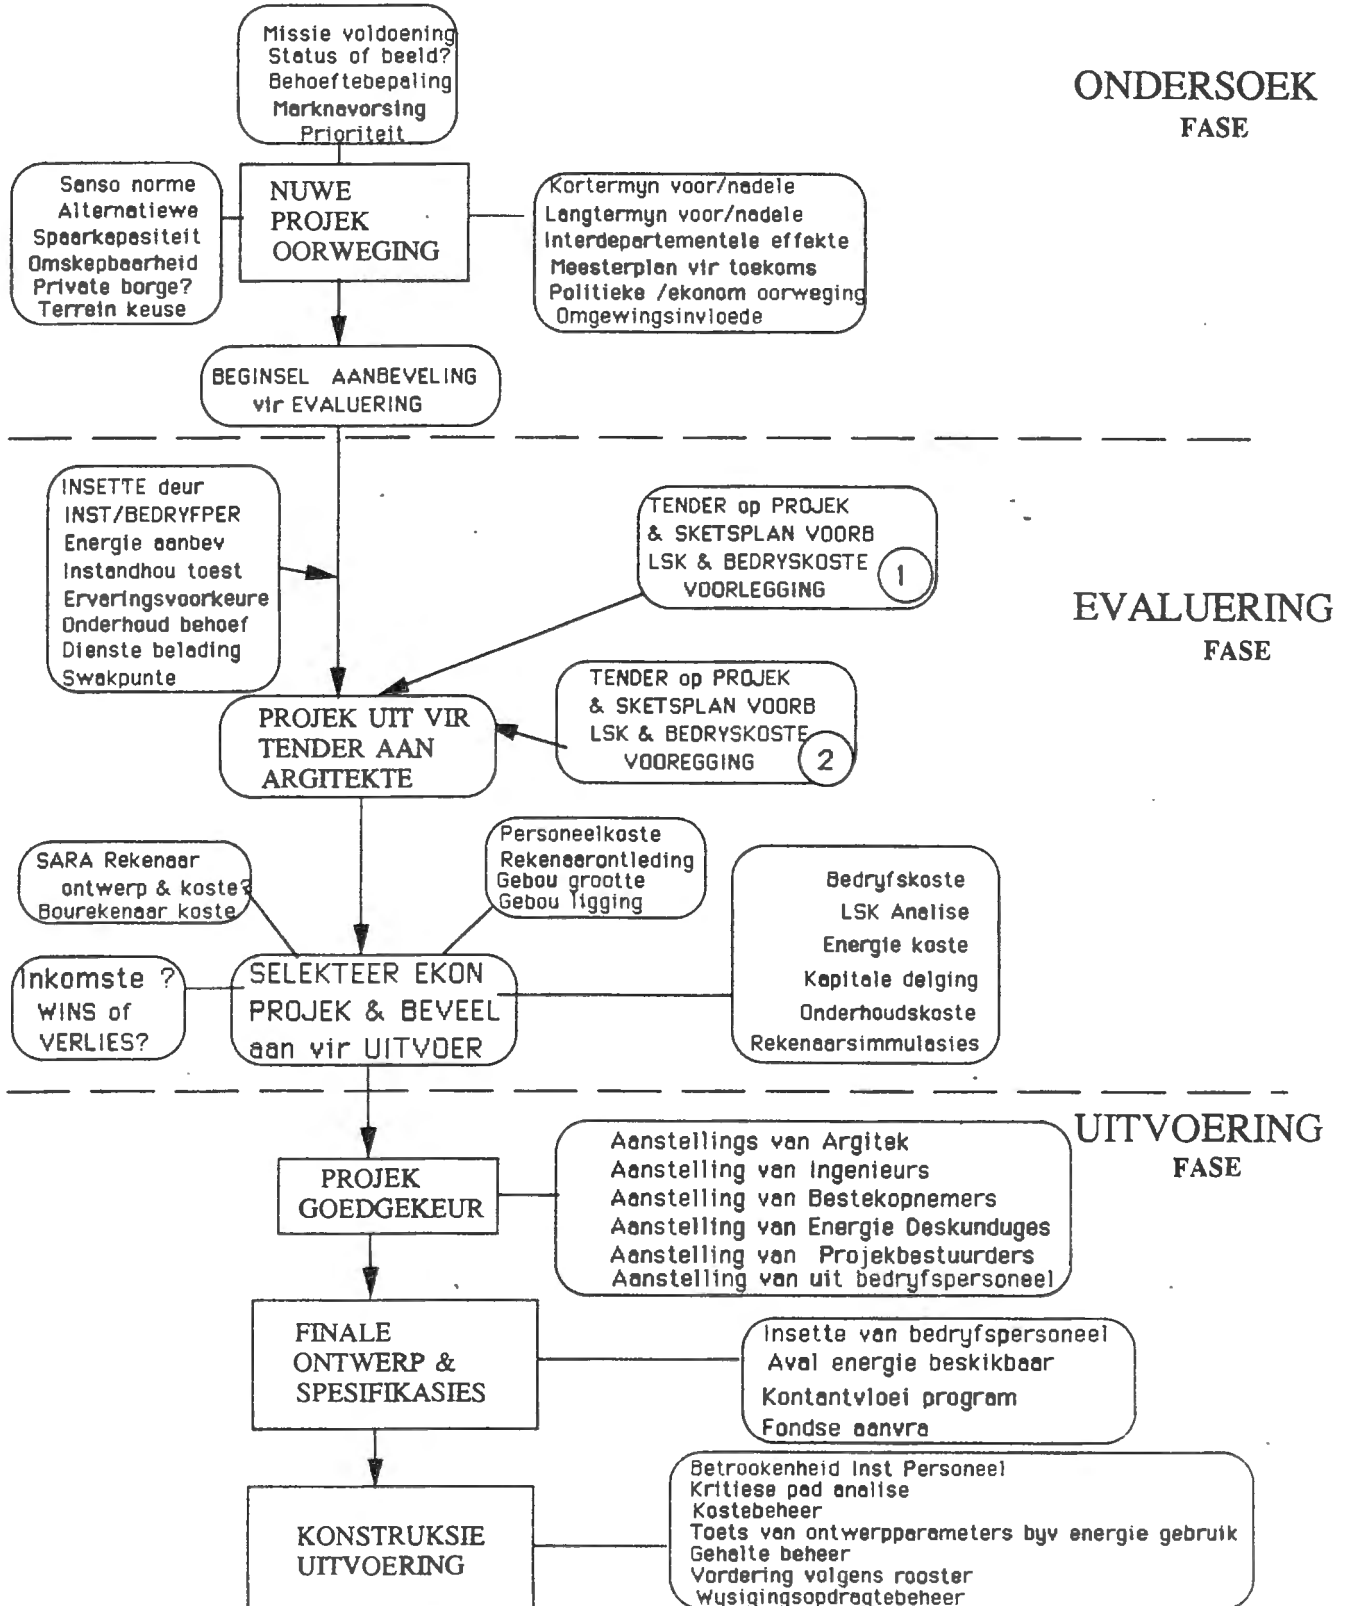 Missie voldoening
Status of beeld?
Behoeftebepaling
Marknavorsing
Prioriteit
ONDERSOEK
FASE
Sanso norme
Alternatiewe
Spaarkapasiteit
Omskepbaarheid
Private borge?
Terrein keuse
NUWE
PROJEK
OORWEGING
Kortermyn voor/nadele
Langtermyn voor/nadele
Interdepartementele effekte
Meesterplan vir toekoms
Politieke /ekonom oorweging
Omgewingsinvloede
BEGINSEL AANBEVELING
vir EVALUERING
INSETTE deur
INST/BEDRYFPER
Energie aanbev
Instandhou toest
Ervaringsvoorkeure
Onderhoud behoef
Dienste belading
Swakpunte
TENDER op PROJEK
& SKETSPLAN VOORB
LSK & BEDRYSKOSTE
VOORLEGGING
1
EVALUERING
FASE
TENDER op PROJEK
& SKETSPLAN VOORB
LSK & BEDRYSKOSTE
VOOREGGING
2
PROJEK UIT VIR
TENDER AAN
ARGITEKTE
SARA Rekenaar
ontwerp & koste?
Bourekenaar koste
Personeelkoste
Rekenaarontleding
Gebou grootte
Gebou ligging
Bedryfskoste
LSK Analise
Energie koste
Kapitale delging
Onderhoudskoste
Rekenaarsimmulasies
Inkomste ?
WINS of
VERLIES?
SELEKTEER EKON
PROJEK & BEVEEL
aan vir UITVOER
UITVOERING
FASE
PROJEK
GOEDGEKEUR
Aanstellings van Argitek
Aanstelling van Ingenieurs
Aanstelling van Bestekopnemers
Aanstelling van Energie Deskunduges
Aanstelling van Projekbestuurders
Aanstelling van uit bedryfspersoneel
FINALE
ONTWERP &
SPESIFIKASIES
Insette van bedryfspersoneel
Aval energie beskikbaar
Kontantvloei program
Fondse aanvra
KONSTRUKSIE
UITVOERING
Betrookenheid Inst Personeel
Kritiese pad analise
Kostebeheer
Toets van ontwerpparameters byv energie gebruik
Gehalte beheer
Vordering volgens rooster
Wysigingsopdragtebeheer